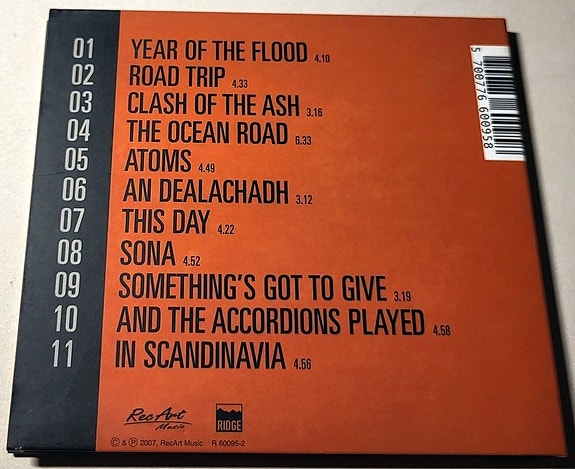 01 YEAR OF THE FLOOD 4.10
02 ROAD TRIP 4.33
03 CLASH OF THE ASH 3.16
04 THE OCEAN ROAD 6.33
05 ATOMS 4.49
06 AN DEALACHADH 3.12
07 THIS DAY 4.22
08 SONA 4.52
09 SOMETHING'S GOT TO GIVE 3.19
10 AND THE ACCORDIONS PLAYED 4.58
11 IN SCANDINAVIA 4.56
5 700776 600958
RecArt
Music
RIDGE
© & ℗ 2007, RecArt Music R 60095-2